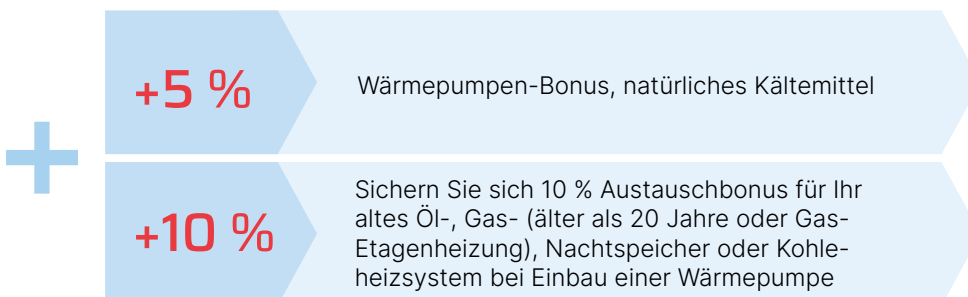 +5 %
Wärmepumpen-Bonus, natürliches Kältemittel
+10 %
Sichern Sie sich 10 % Austauschbonus für Ihr
altes Öl-, Gas- (älter als 20 Jahre oder Gas-
Etagenheizung), Nachtspeicher oder Kohle-
heizsystem bei Einbau einer Wärmepumpe